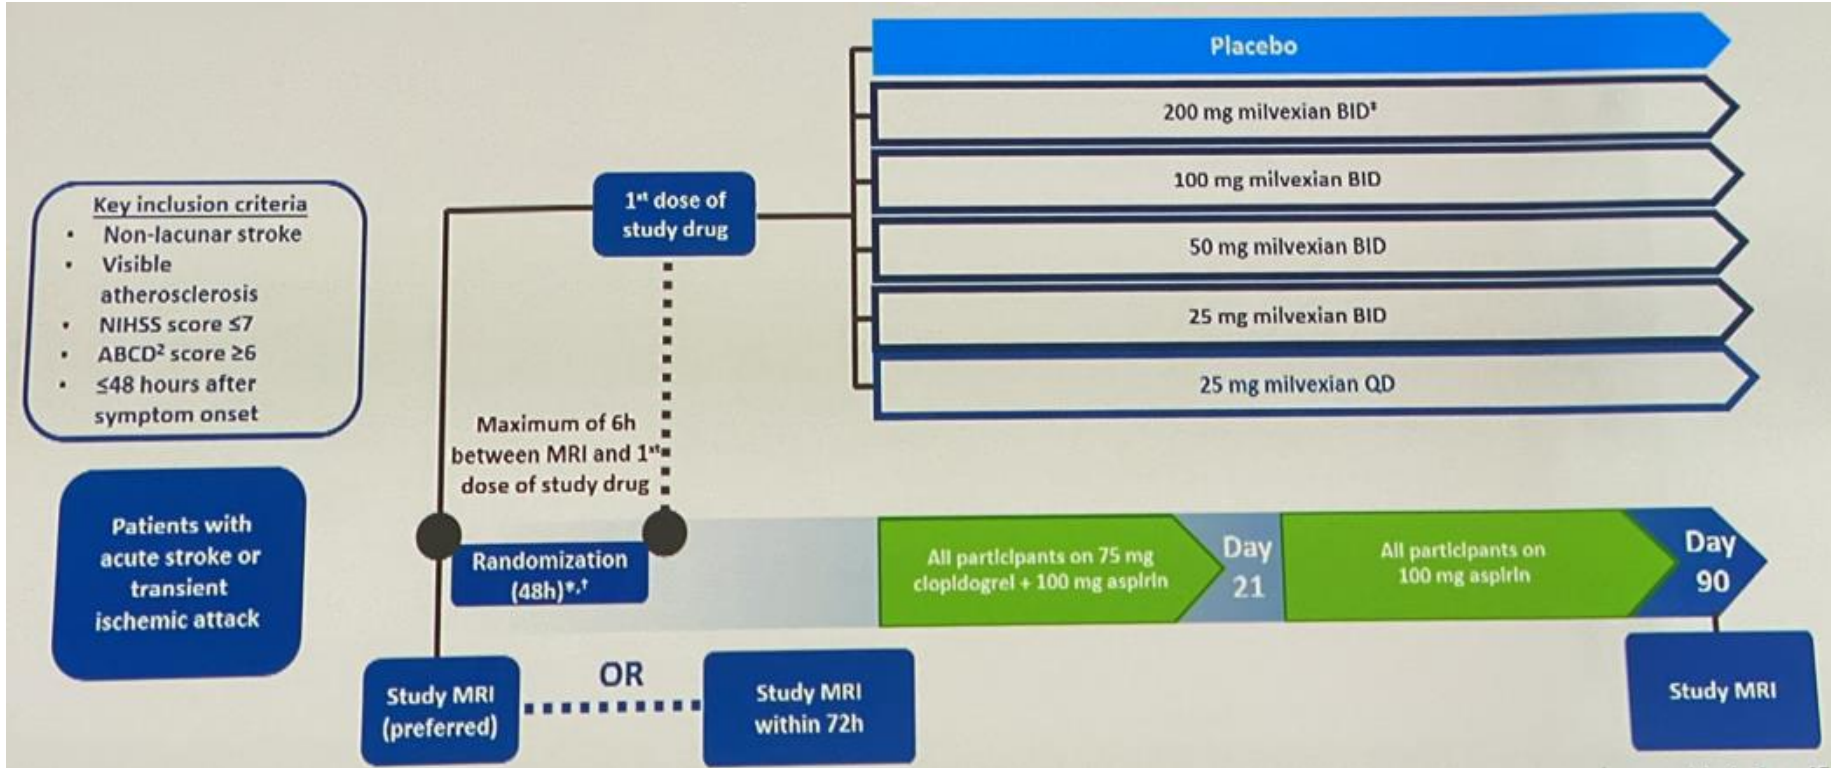 Placebo
200 mg milvexian BID‡
100 mg milvexian BID
50 mg milvexian BID
25 mg milvexian BID
25 mg milvexian QD
1st dose of
study drug
Key inclusion criteria
• Non-lacunar stroke
• Visible
atherosclerosis
• NIHSS score ≤7
• ABCD² score ≥6
• ≤48 hours after
symptom onset
Maximum of 6h
between MRI and 1st
dose of study drug
Patients with
acute stroke or
transient
ischemic attack
Randomization
(48h)*,†
All participants on 75 mg
clopidogrel + 100 mg aspirin
Day
21
All participants on
100 mg aspirin
Day
90
Study MRI
(preferred)
OR
Study MRI
within 72h
Study MRI